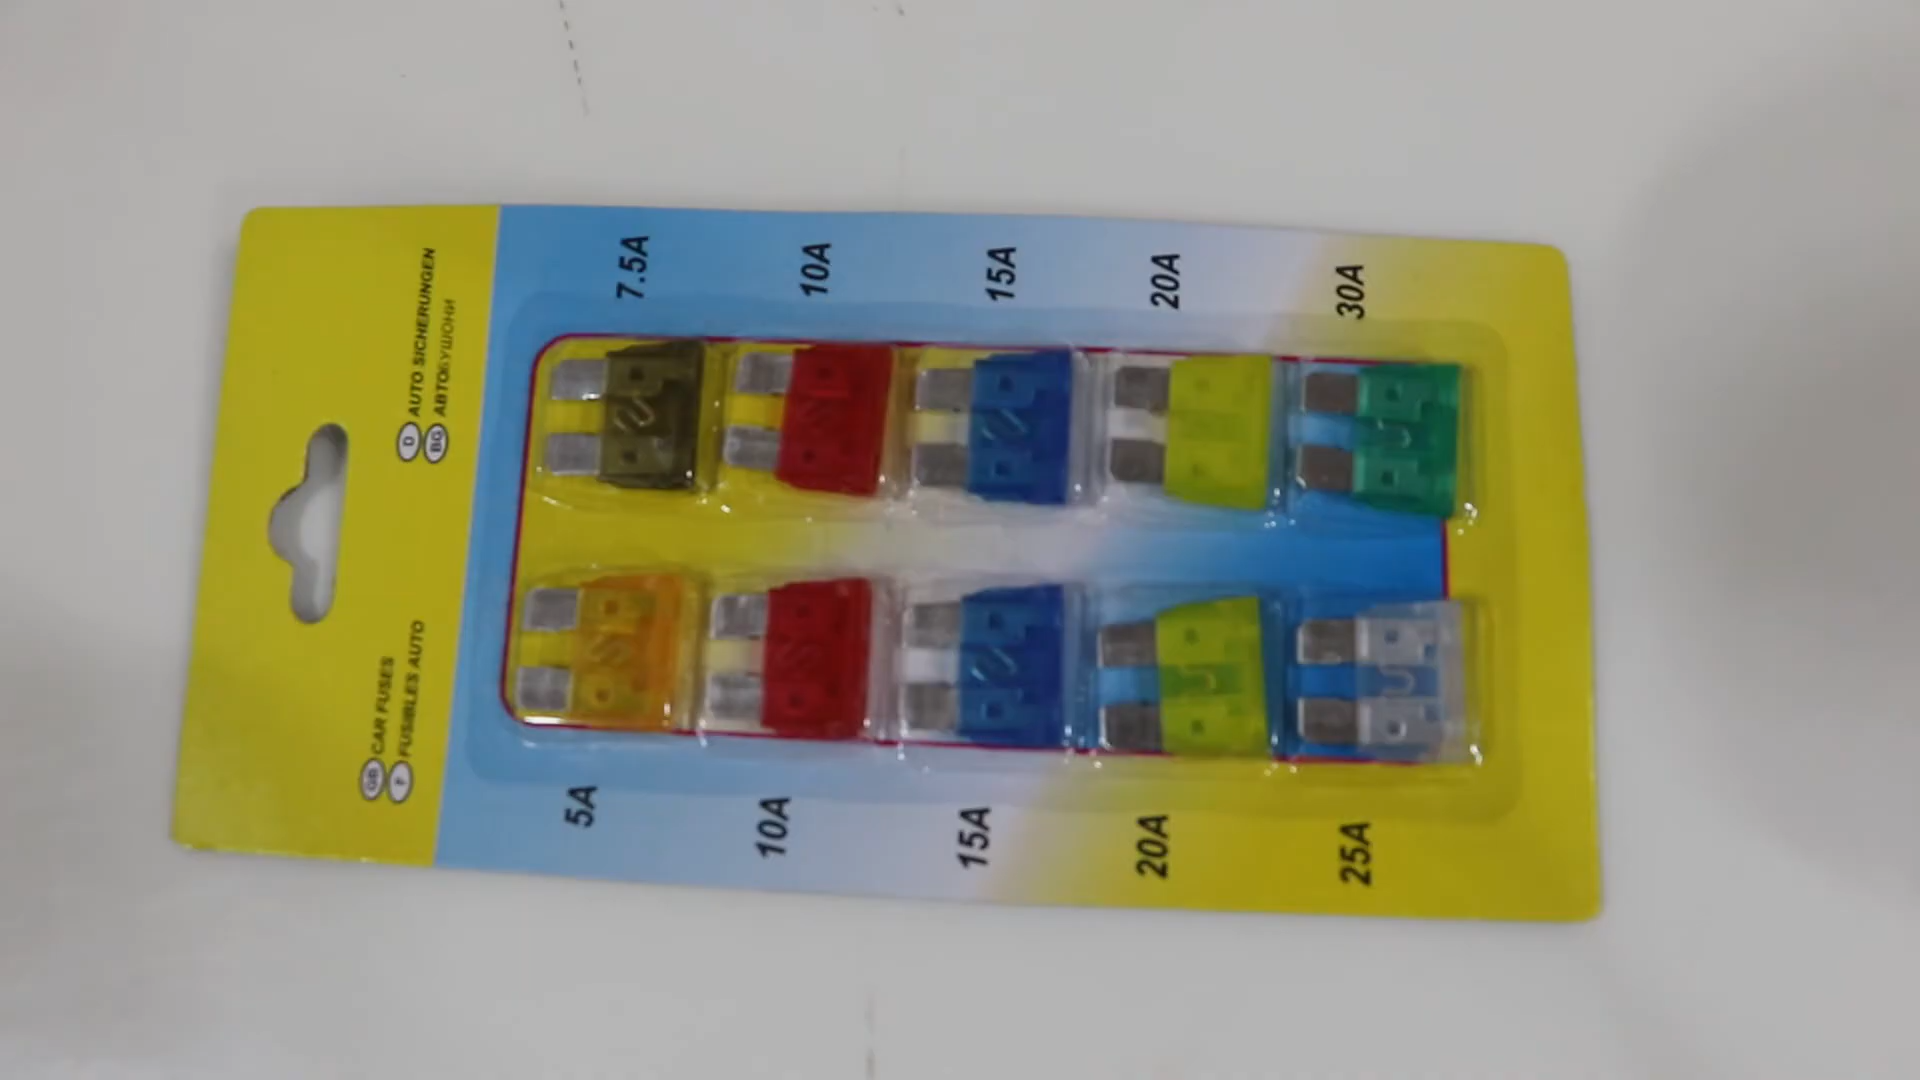 GB CAR FUSES
F FUSIBLES AUTO
D AUTO SICHERUNGEN
BG АВТОБУШОНИ
5A
7.5A
10A
10A
15A
15A
20A
20A
25A
30A